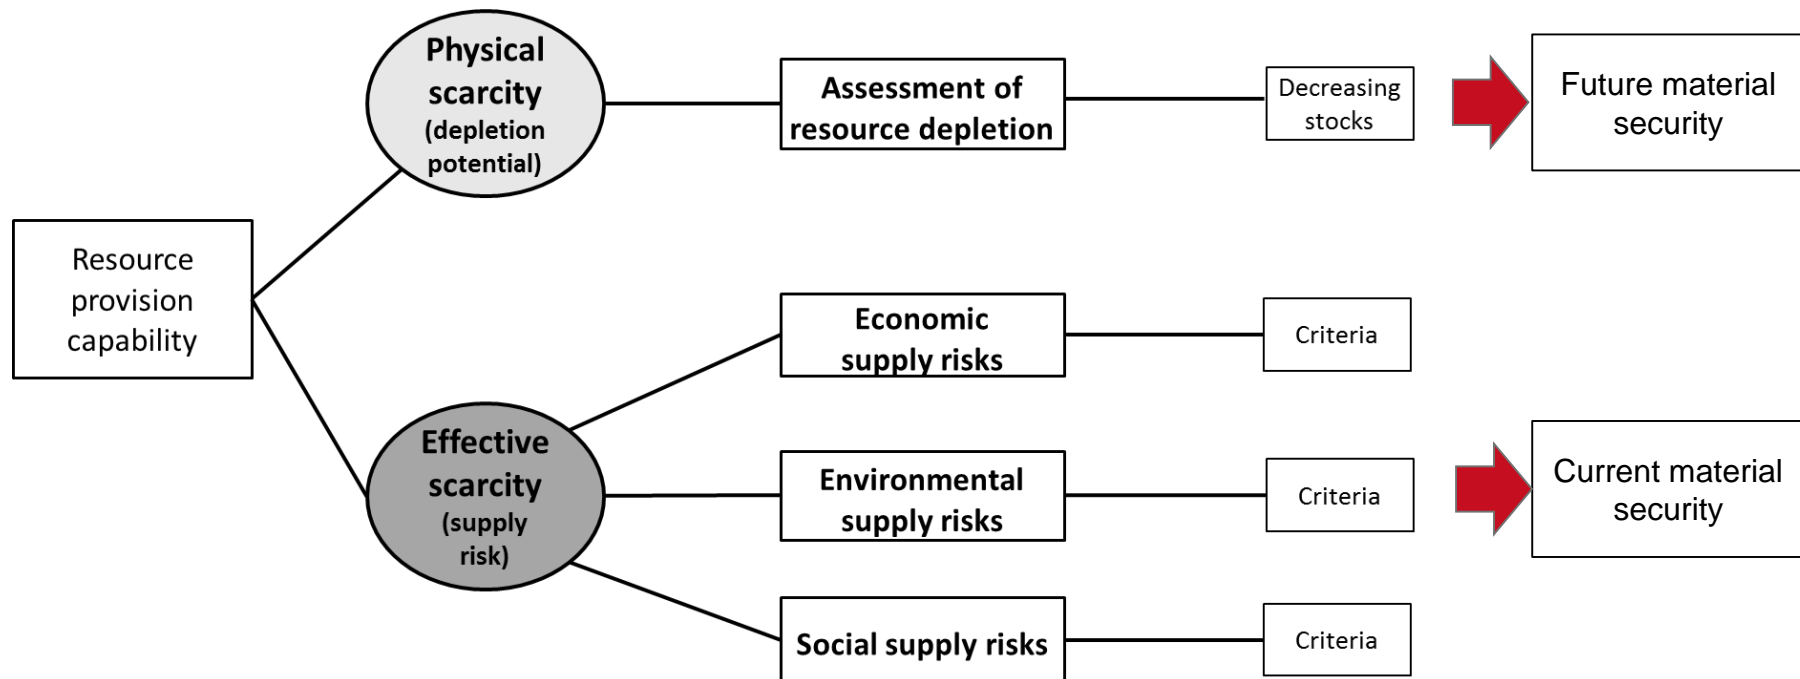 Physical
scarcity
(depletion
potential)
Assessment of
resource depletion
Decreasing
stocks
Future material
security
Resource
provision
capability
Economic
supply risks
Criteria
Effective
scarcity
(supply
risk)
Environmental
supply risks
Criteria
Current material
security
Social supply risks
Criteria